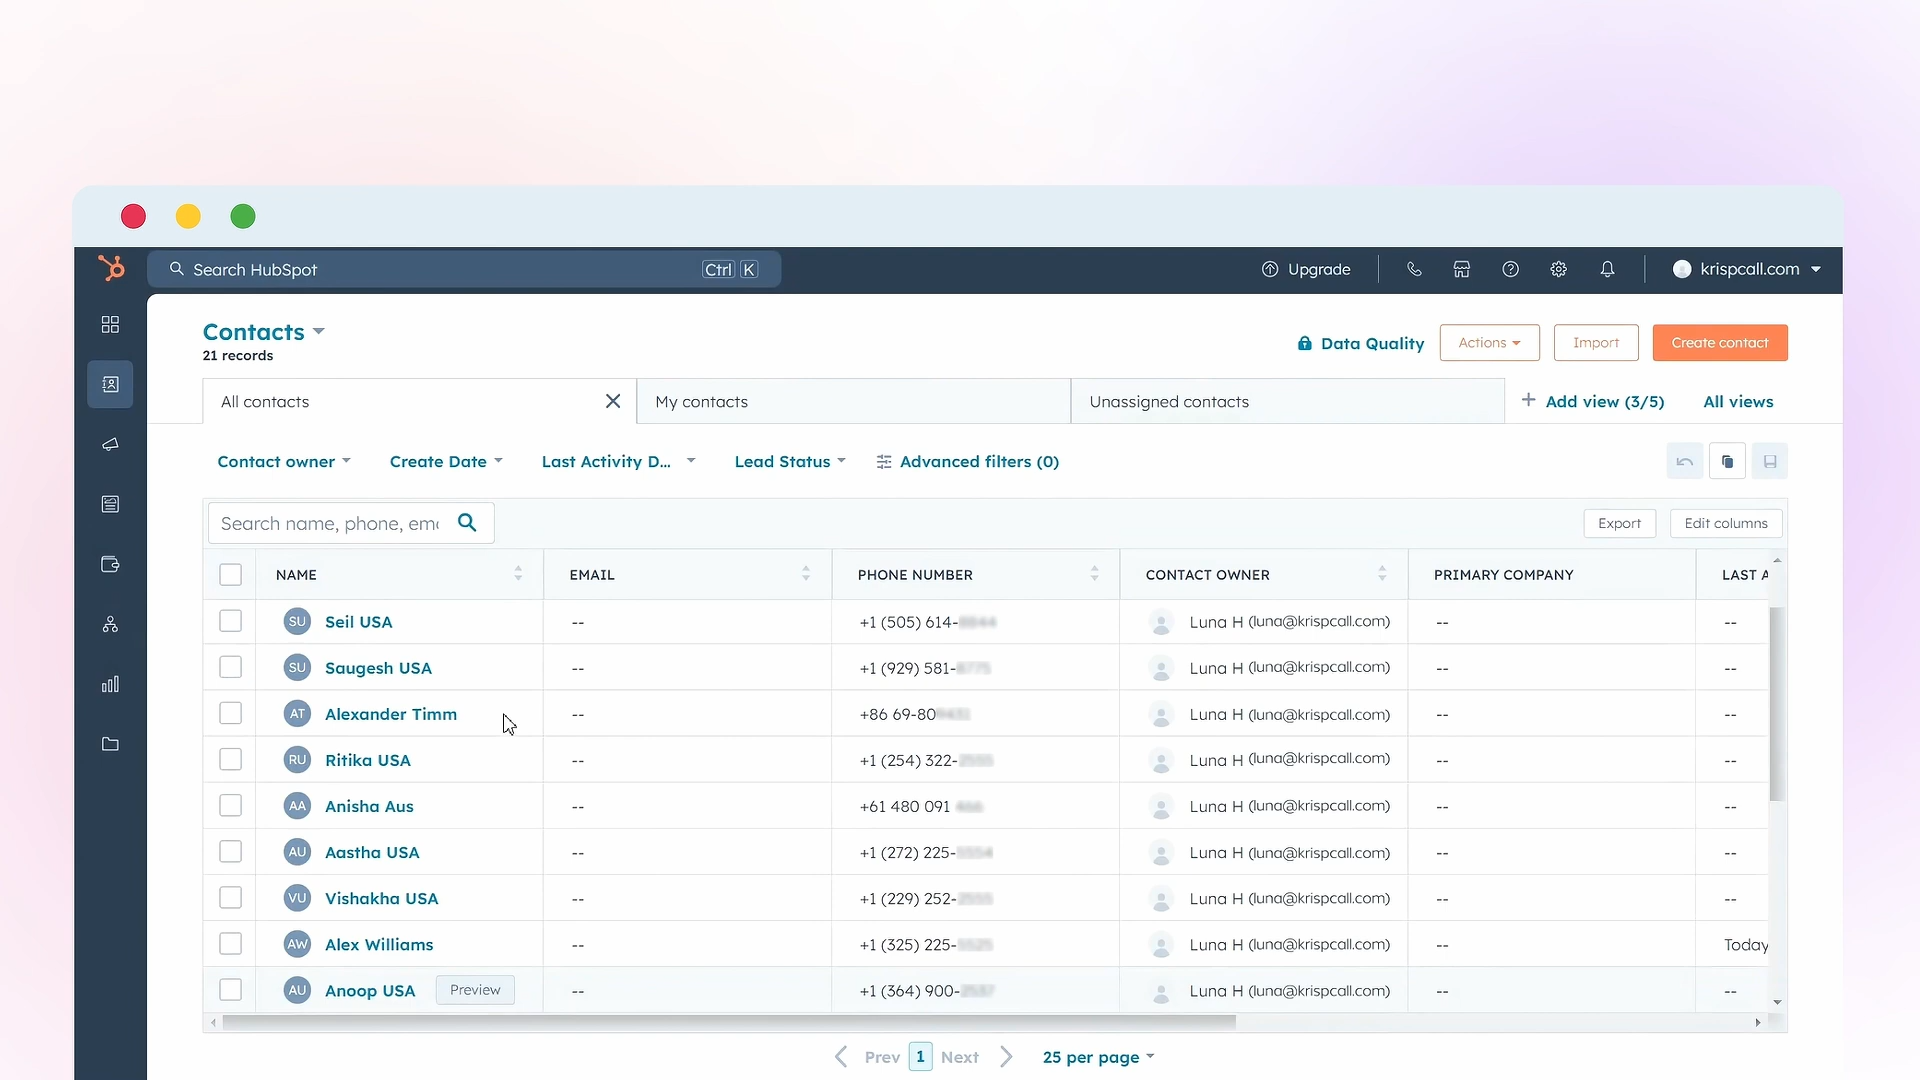 Search HubSpot Ctrl K Upgrade krispcall.com
Contacts
21 records
Data Quality Actions Import Create contact
All contacts My contacts Unassigned contacts + Add view (3/5) All views
Contact owner Create Date Last Activity D... Lead Status Advanced filters (0)
Search name, phone, em Export Edit columns
NAME EMAIL PHONE NUMBER CONTACT OWNER PRIMARY COMPANY LAST A
SU Seil USA -- +1 (505) 614- Luna H (luna@krispcall.com) -- --
SU Saugesh USA -- +1 (929) 581- Luna H (luna@krispcall.com) -- --
AT Alexander Timm -- +86 69-80 Luna H (luna@krispcall.com) -- --
RU Ritika USA -- +1 (254) 322- Luna H (luna@krispcall.com) -- --
AA Anisha Aus -- +61 480 091 Luna H (luna@krispcall.com) -- --
AU Aastha USA -- +1 (272) 225- Luna H (luna@krispcall.com) -- --
VU Vishakha USA -- +1 (229) 252- Luna H (luna@krispcall.com) -- --
AW Alex Williams -- +1 (325) 225- Luna H (luna@krispcall.com) -- Today
AU Anoop USA Preview -- +1 (364) 900- Luna H (luna@krispcall.com) -- --
Prev 1 Next 25 per page